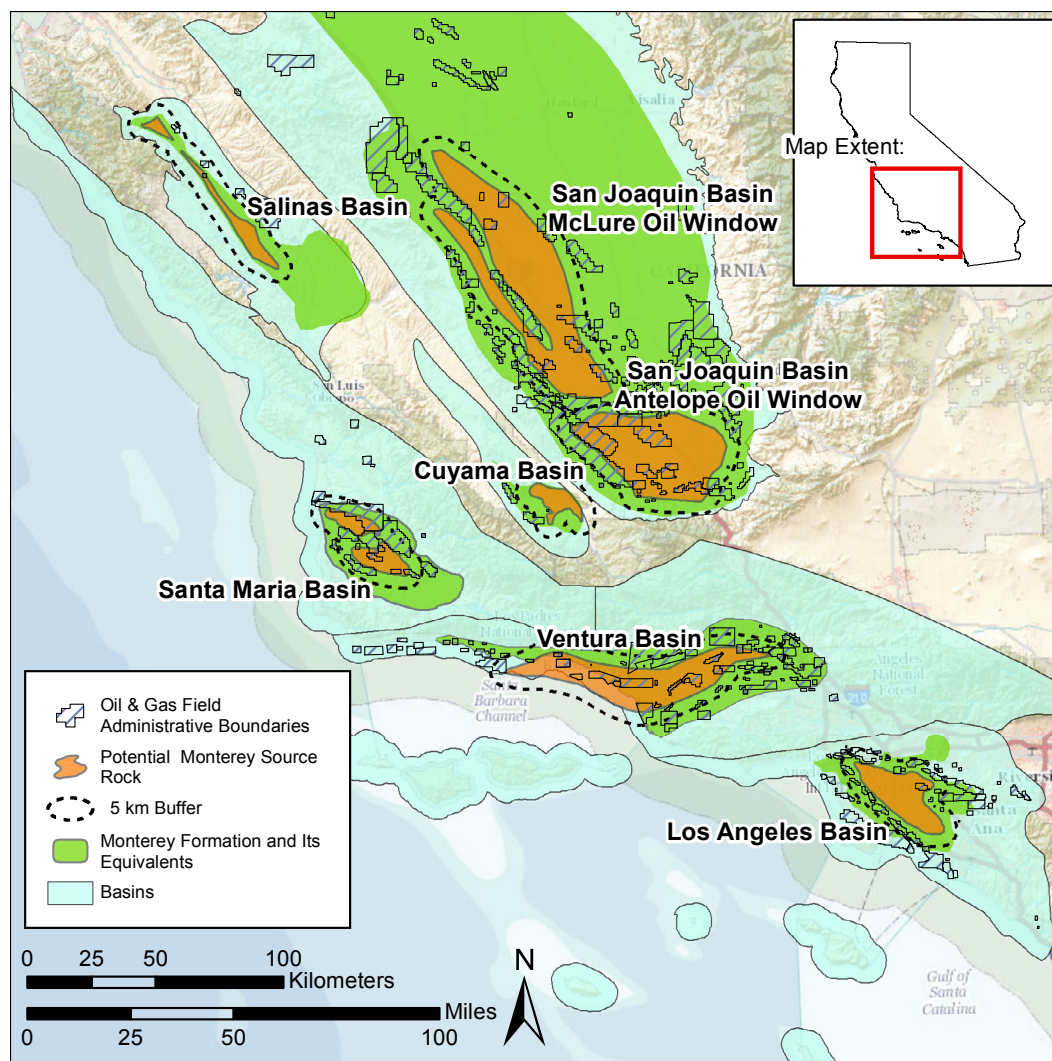 Map Extent:
Hanford
Visalia
San Joaquin Basin
McLure Oil Window
Salinas Basin
CALIFORNIA
San Joaquin Basin
Antelope Oil Window
San Luis
Obispo
Cuyama Basin
Santa Maria Basin
Ventura Basin
Santa
Barbara
Channel
Angeles
National
Forest
210
Los Angeles Basin
Ana
Gulf of
Santa
Catalina
Oil & Gas Field
Administrative Boundaries
Potential Monterey Source
Rock
5 km Buffer
Monterey Formation and Its
Equivalents
Basins
0 25 50 100
Kilometers
Miles
0 25 50 100
N